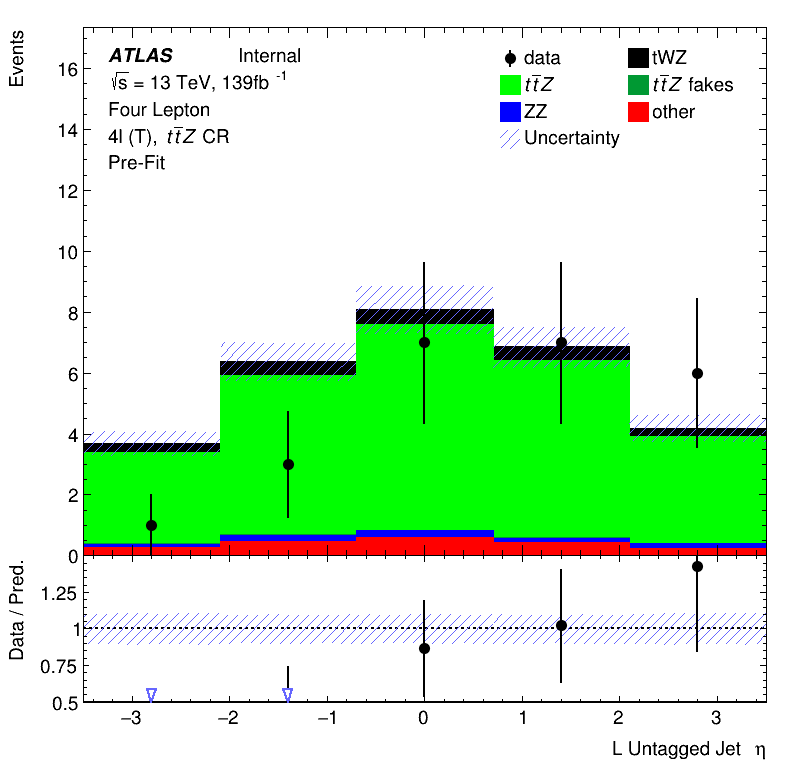 Events
ATLAS Internal
√s = 13 TeV, 139fb -1
Four Lepton
4l (T), tt̅Z CR
Pre-Fit
data
tWZ
tt̅Z
tt̅Z fakes
ZZ
other
Uncertainty
16
14
12
10
8
6
4
2
0
Data / Pred.
1.25
1
0.75
0.5
−3 −2 −1 0 1 2 3
L Untagged Jet η